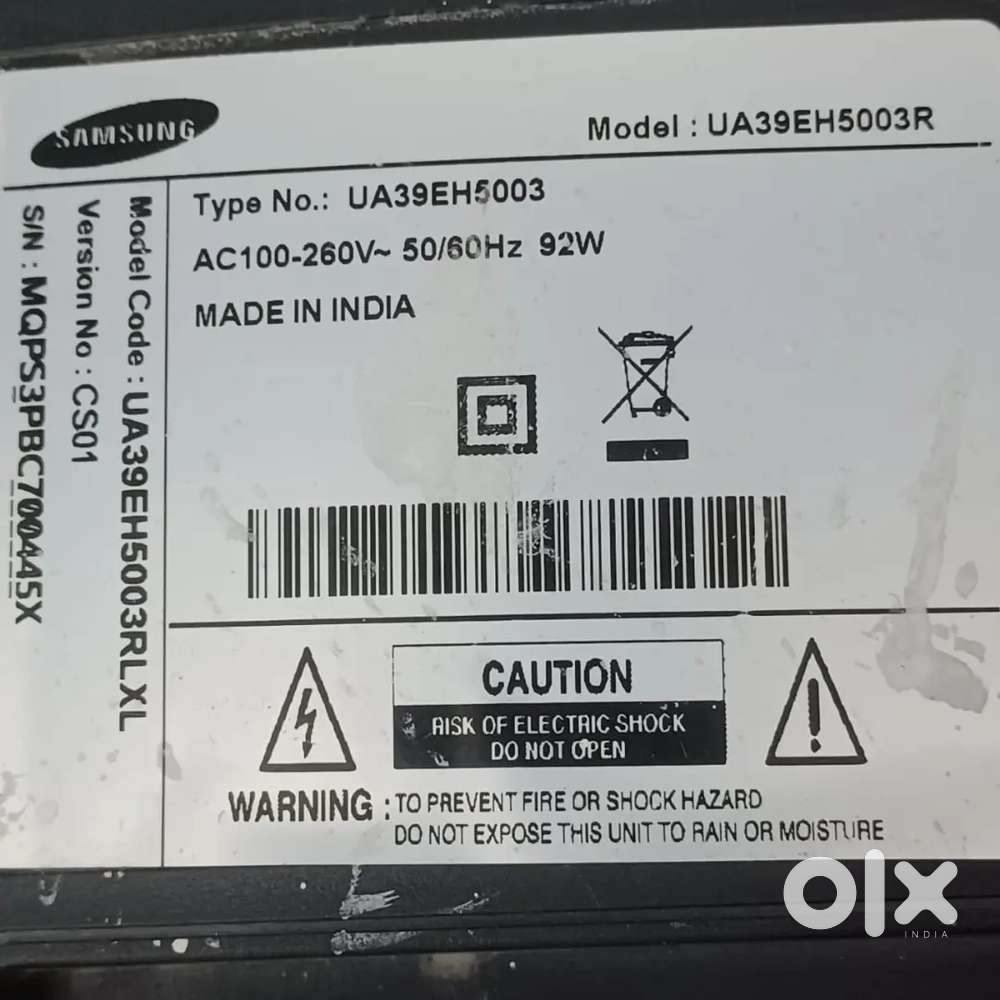 SAMSUNG
Model : UA39EH5003R
Type No.: UA39EH5003
AC100-260V~ 50/60Hz 92W
MADE IN INDIA
Model Code : UA39EH5003RLXL
Version No : CS01
S/N : MQPS3PBC700445X
CAUTION
RISK OF ELECTRIC SHOCK
DO NOT OPEN
WARNING : TO PREVENT FIRE OR SHOCK HAZARD
DO NOT EXPOSE THIS UNIT TO RAIN OR MOISTURE
olx
INDIA